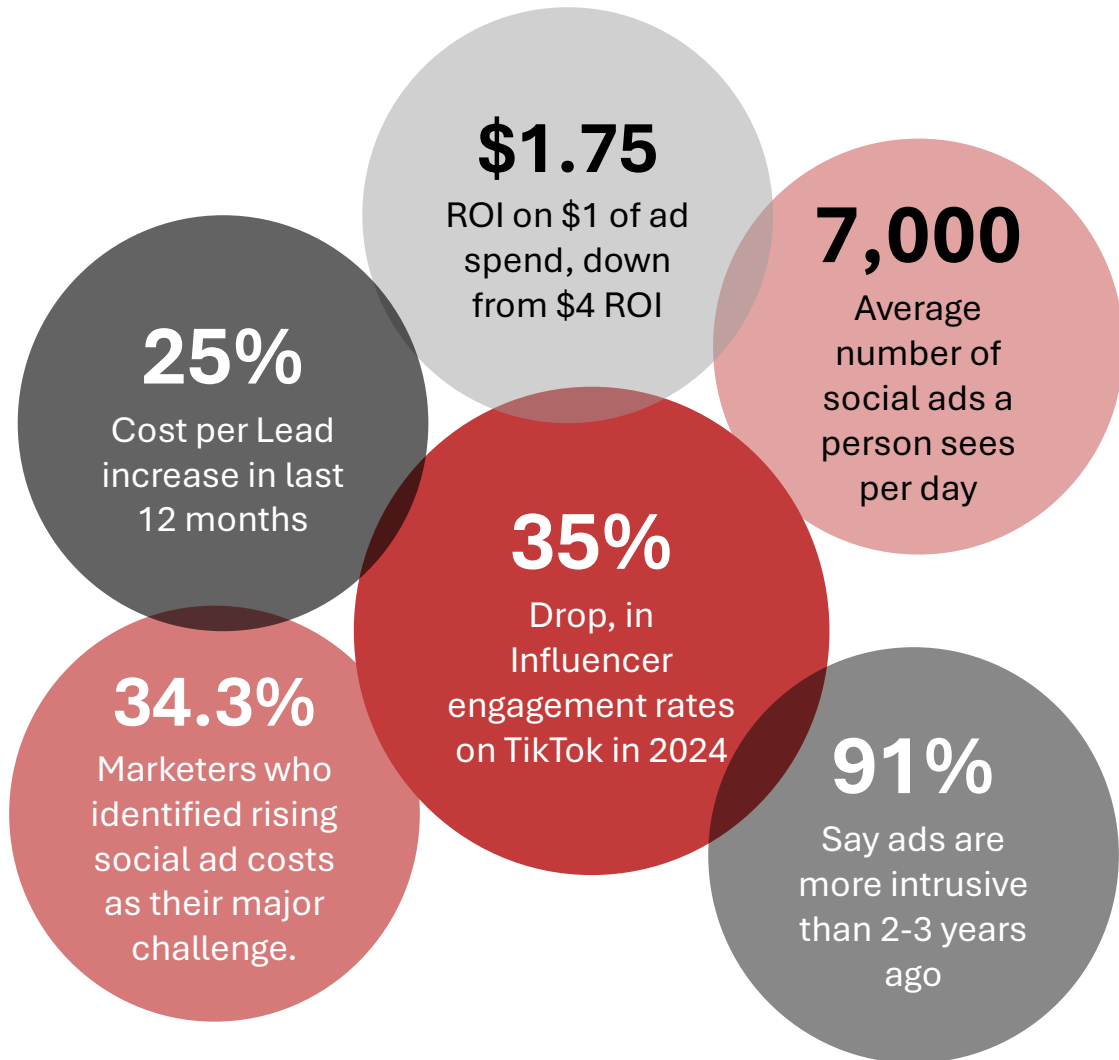 $1.75
ROI on $1 of ad
spend, down
from $4 ROI
7,000
Average
number of
social ads a
person sees
per day
25%
Cost per Lead
increase in last
12 months
35%
Drop, in
Influencer
engagement rates
on TikTok in 2024
34.3%
Marketers who
identified rising
social ad costs
as their major
challenge.
91%
Say ads are
more intrusive
than 2-3 years
ago